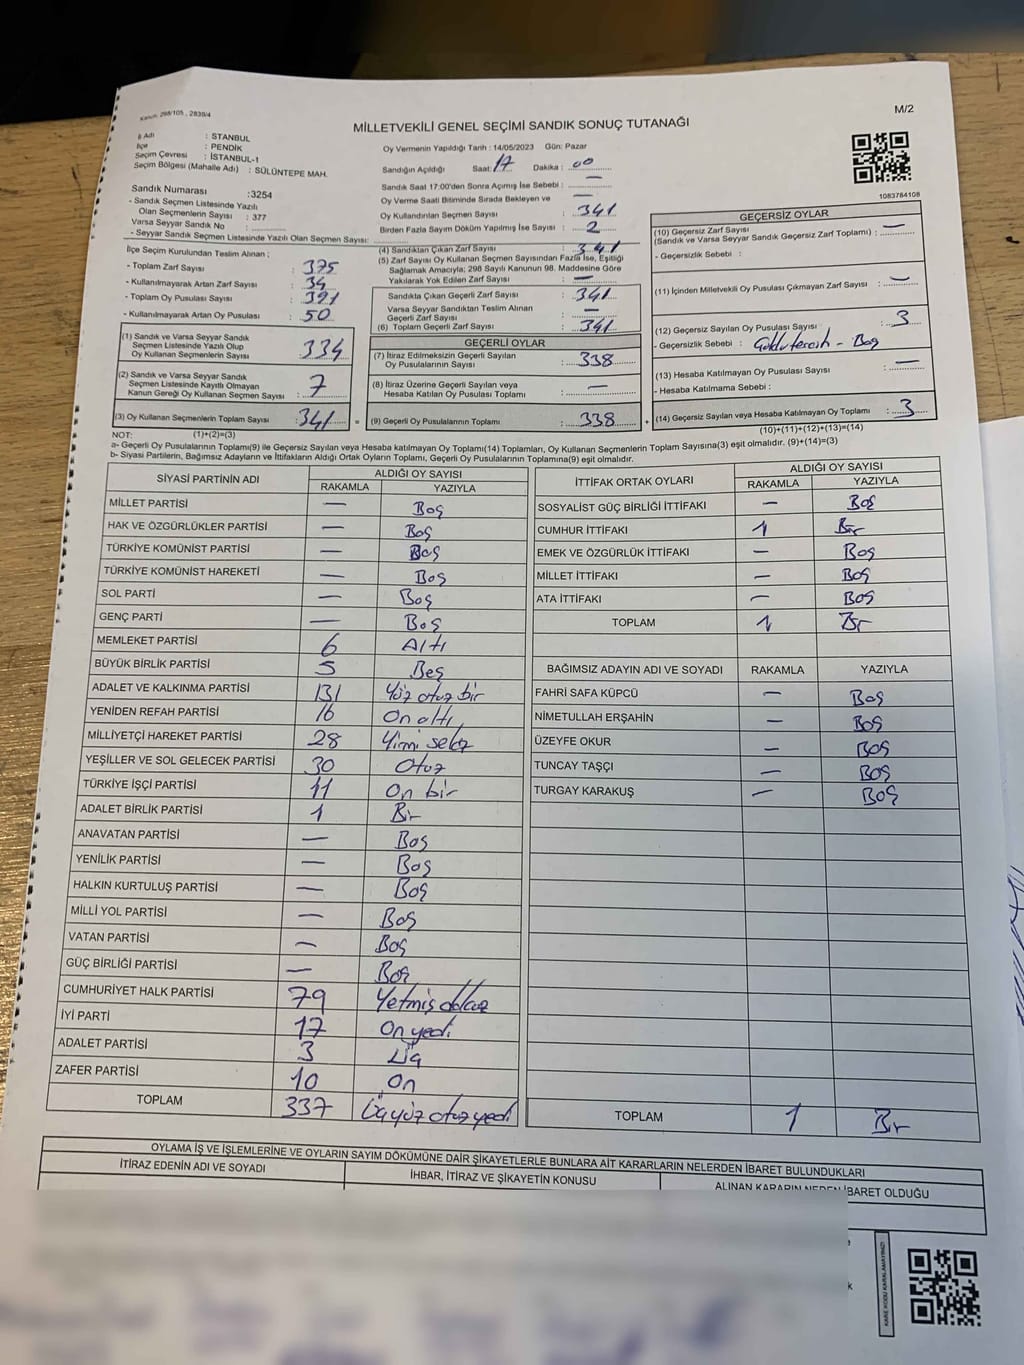 Kanun: 298/105 , 2839/4
M/2
MİLLETVEKİLİ GENEL SEÇİMİ SANDIK SONUÇ TUTANAĞI
İl Adı : İSTANBUL
İlçe : PENDİK
Seçim Çevresi : İSTANBUL-1
Seçim Bölgesi (Mahalle Adı) : SÜLÜNTEPE MAH.
Sandık Numarası :3254
- Sandık Seçmen Listesinde Yazılı
Olan Seçmenlerin Sayısı : 377
Varsa Seyyar Sandık No :
- Seyyar Sandık Seçmen Listesinde Yazılı Olan Seçmen Sayısı:
İlçe Seçim Kurulundan Teslim Alınan ;
- Toplam Zarf Sayısı : 375
- Kullanılmayarak Artan Zarf Sayısı : 34
- Toplam Oy Pusulası Sayısı : 391
- Kullanılmayarak Artan Oy Pusulası : 50
(1) Sandık ve Varsa Seyyar Sandık
Seçmen Listesinde Yazılı Olup
Oy Kullanan Seçmenlerin Sayısı : 334
(2) Sandık ve Varsa Seyyar Sandık
Seçmen Listesinde Kayıtlı Olmayan
Kanun Gereği Oy Kullanan Seçmen Sayısı : 7
(3) Oy Kullanan Seçmenlerin Toplam Sayısı : 341 =
Oy Vermenin Yapıldığı Tarih : 14/05/2023 Gün: Pazar
Sandığın Açıldığı Saat: 17 Dakika : 00
Sandık Saat 17:00'den Sonra Açımış İse Sebebi : —
Oy Verme Saati Bitiminde Sırada Bekleyen ve
Oy Kullandırılan Seçmen Sayısı : 341
Birden Fazla Sayım Döküm Yapılmış İse Sayısı : 2
(4) Sandıktan Çıkan Zarf Sayısı : 341
(5) Zarf Sayısı Oy Kullanan Seçmen Sayısından Fazla İse, Eşitliği
Sağlamak Amacıyla; 298 Sayılı Kanunun 98. Maddesine Göre
Yakılarak Yok Edilen Zarf Sayısı : —
Sandıkta Çıkan Geçerli Zarf Sayısı : 341
Varsa Seyyar Sandıktan Teslim Alınan
Geçerli Zarf Sayısı : —
(6) Toplam Geçerli Zarf Sayısı : 341
GEÇERLİ OYLAR
(7) İtiraz Edilmeksizin Geçerli Sayılan
Oy Pusulalarının Sayısı : 338
(8) İtiraz Üzerine Geçerli Sayılan veya
Hesaba Katılan Oy Pusulası Toplamı : —
(9) Geçerli Oy Pusulalarının Toplamı : 338 +
1083784108
GEÇERSİZ OYLAR
(10) Geçersiz Zarf Sayısı : —
(Sandık ve Varsa Seyyar Sandık Geçersiz Zarf Toplamı)
- Geçersizlik Sebebi :
(11) İçinden Milletvekili Oy Pusulası Çıkmayan Zarf Sayısı : —
(12) Geçersiz Sayılan Oy Pusulası Sayısı : 3
- Geçersizlik Sebebi : - Boş
(13) Hesaba Katılmayan Oy Pusulası Sayısı : —
- Hesaba Katılmama Sebebi :
(14) Geçersiz Sayılan veya Hesaba Katılmayan Oy Toplamı : 3
(10)+(11)+(12)+(13)=(14)
NOT: (1)+(2)=(3)
a- Geçerli Oy Pusulalarının Toplamı(9) ile Geçersiz Sayılan veya Hesaba katılmayan Oy Toplamı(14) Toplamları, Oy Kullanan Seçmenlerin Toplam Sayısına(3) eşit olmalıdır. (9)+(14)=(3)
b- Siyasi Partilerin, Bağımsız Adayların ve İttifakların Aldığı Ortak Oyların Toplamı, Geçerli Oy Pusulalarının Toplamına(9) eşit olmalıdır.
SİYASİ PARTİNİN ADI ALDIĞI OY SAYISI
RAKAMLA YAZIYLA
MİLLET PARTİSİ — Boş
HAK VE ÖZGÜRLÜKLER PARTİSİ — Boş
TÜRKİYE KOMÜNİST PARTİSİ — Boş
TÜRKİYE KOMÜNİST HAREKETİ — Boş
SOL PARTİ — Boş
GENÇ PARTİ — Boş
MEMLEKET PARTİSİ 6 Altı
BÜYÜK BİRLİK PARTİSİ 5 Beş
ADALET VE KALKINMA PARTİSİ 131 Yüz otuz bir
YENİDEN REFAH PARTİSİ 16 On altı
MİLLİYETÇİ HAREKET PARTİSİ 28 Yirmi sekiz
YEŞİLLER VE SOL GELECEK PARTİSİ 30 Otuz
TÜRKİYE İŞÇİ PARTİSİ 11 On bir
ADALET BİRLİK PARTİSİ 1 Bir
ANAVATAN PARTİSİ — Boş
YENİLİK PARTİSİ — Boş
HALKIN KURTULUŞ PARTİSİ — Boş
MİLLİ YOL PARTİSİ — Boş
VATAN PARTİSİ — Boş
GÜÇ BİRLİĞİ PARTİSİ — Boş
CUMHURİYET HALK PARTİSİ 79 Yetmiş dokuz
İYİ PARTİ 17 On yedi
ADALET PARTİSİ 3 Üç
ZAFER PARTİSİ 10 On
TOPLAM 337 Üçyüz otuz yedi
İTTİFAK ORTAK OYLARI ALDIĞI OY SAYISI
RAKAMLA YAZIYLA
SOSYALİST GÜÇ BİRLİĞİ İTTİFAKI — Boş
CUMHUR İTTİFAKI 1 Bir
EMEK VE ÖZGÜRLÜK İTTİFAKI — Boş
MİLLET İTTİFAKI — Boş
ATA İTTİFAKI — Boş
TOPLAM 1 Bir
BAĞIMSIZ ADAYIN ADI VE SOYADI RAKAMLA YAZIYLA
FAHRİ SAFA KÜPCÜ — Boş
NİMETULLAH ERŞAHİN — Boş
ÜZEYFE OKUR — Boş
TUNCAY TAŞÇI — Boş
TURGAY KARAKUŞ — Boş
TOPLAM 1 Bir
OYLAMA İŞ VE İŞLEMLERİNE VE OYLARIN SAYIM DÖKÜMÜNE DAİR ŞİKAYETLERLE BUNLARA AİT KARARLARIN NELERDEN İBARET BULUNDUKLARI
İTİRAZ EDENİN ADI VE SOYADI İHBAR, İTİRAZ VE ŞİKAYETİN KONUSU ALINAN KARARIN NEDEN İBARET OLDUĞU
KARE KODU KARALAMAYINIZ!